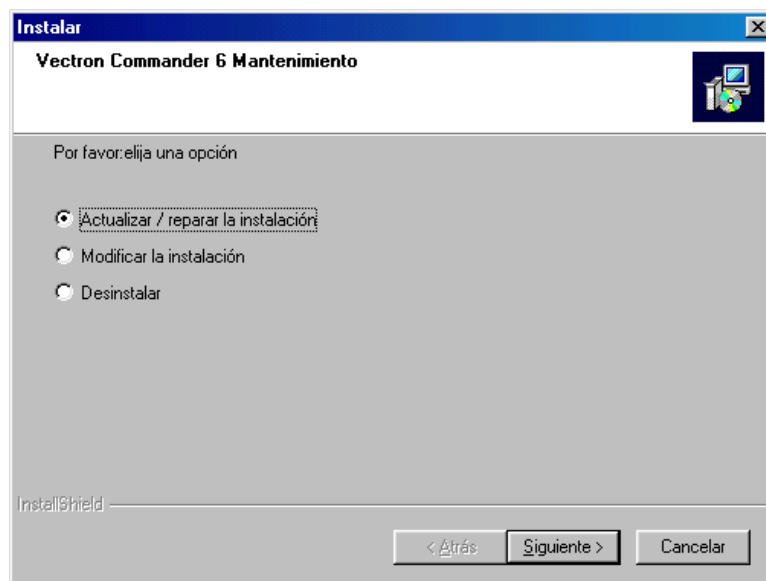 Instalar
Vectron Commander 6 Mantenimiento
Por favor:elija una opción
Actualizar / reparar la instalación
Modificar la instalación
Desinstalar
InstallShield
< Atrás Siguiente > Cancelar